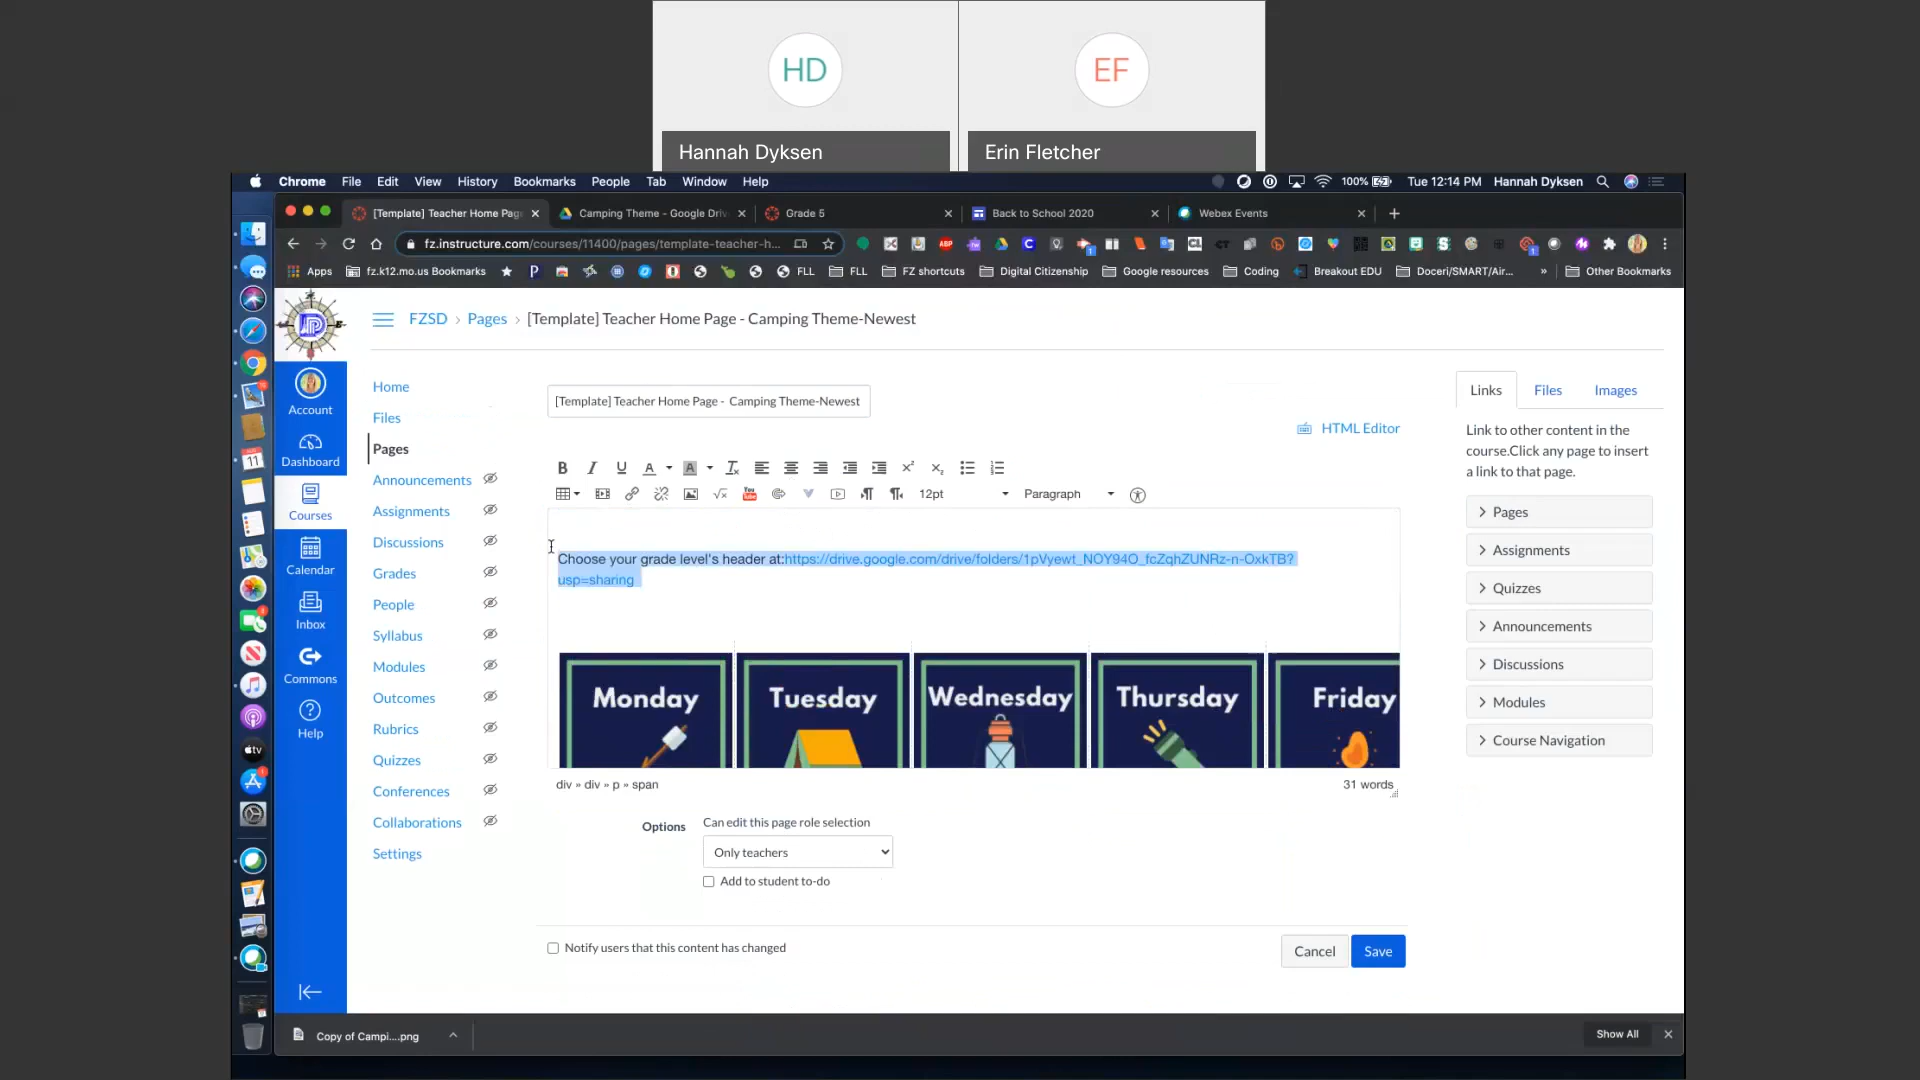 HD
EF
Hannah Dyksen
Erin Fletcher
Chrome File Edit View History Bookmarks People Tab Window Help
100% Tue 12:14 PM Hannah Dyksen
[Template] Teacher Home Page
Camping Theme - Google Driv
Grade 5
Back to School 2020
Webex Events
fz.instructure.com/courses/11400/pages/template-teacher-h...
Apps fz.k12.mo.us Bookmarks FLL FLL FZ shortcuts Digital Citizenship Google resources Coding Breakout EDU Doceri/SMART/Air... » Other Bookmarks
FZSD › Pages › [Template] Teacher Home Page - Camping Theme-Newest
Account
Dashboard
Courses
Calendar
Inbox
Commons
Help
Home
Files
Pages
Announcements
Assignments
Discussions
Grades
People
Syllabus
Modules
Outcomes
Rubrics
Quizzes
Conferences
Collaborations
Settings
[Template] Teacher Home Page - Camping Theme-Newest
HTML Editor
12pt Paragraph
Choose your grade level's header at:https://drive.google.com/drive/folders/1pVyewt_NOY94O_fcZqhZUNRz-n-OxkTB?
usp=sharing
Monday Tuesday Wednesday Thursday Friday
div » div » p » span
31 words
Options
Can edit this page role selection
Only teachers
Add to student to-do
Notify users that this content has changed
Cancel Save
Links Files Images
Link to other content in the
course.Click any page to insert
a link to that page.
Pages
Assignments
Quizzes
Announcements
Discussions
Modules
Course Navigation
Copy of Campi....png
Show All